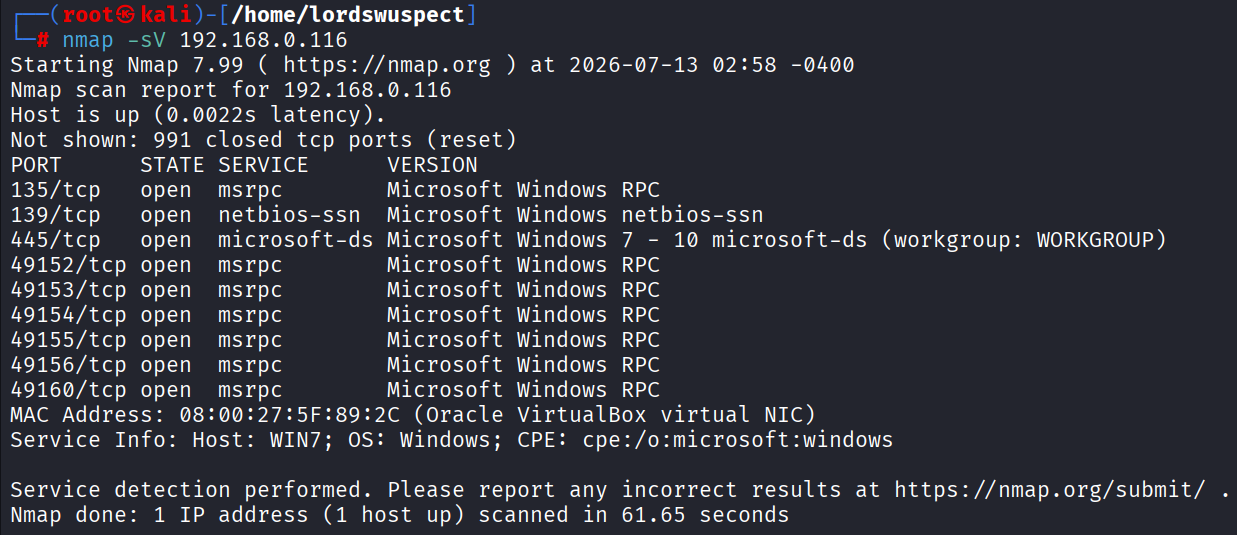 ┌──(root㉿kali)-[/home/lordswuspect]
└─# nmap -sV 192.168.0.116
Starting Nmap 7.99 ( https://nmap.org ) at 2026-07-13 02:58 -0400
Nmap scan report for 192.168.0.116
Host is up (0.0022s latency).
Not shown: 991 closed tcp ports (reset)
PORT      STATE SERVICE      VERSION
135/tcp   open  msrpc        Microsoft Windows RPC
139/tcp   open  netbios-ssn  Microsoft Windows netbios-ssn
445/tcp   open  microsoft-ds Microsoft Windows 7 - 10 microsoft-ds (workgroup: WORKGROUP)
49152/tcp open  msrpc        Microsoft Windows RPC
49153/tcp open  msrpc        Microsoft Windows RPC
49154/tcp open  msrpc        Microsoft Windows RPC
49155/tcp open  msrpc        Microsoft Windows RPC
49156/tcp open  msrpc        Microsoft Windows RPC
49160/tcp open  msrpc        Microsoft Windows RPC
MAC Address: 08:00:27:5F:89:2C (Oracle VirtualBox virtual NIC)
Service Info: Host: WIN7; OS: Windows; CPE: cpe:/o:microsoft:windows

Service detection performed. Please report any incorrect results at https://nmap.org/submit/ .
Nmap done: 1 IP address (1 host up) scanned in 61.65 seconds